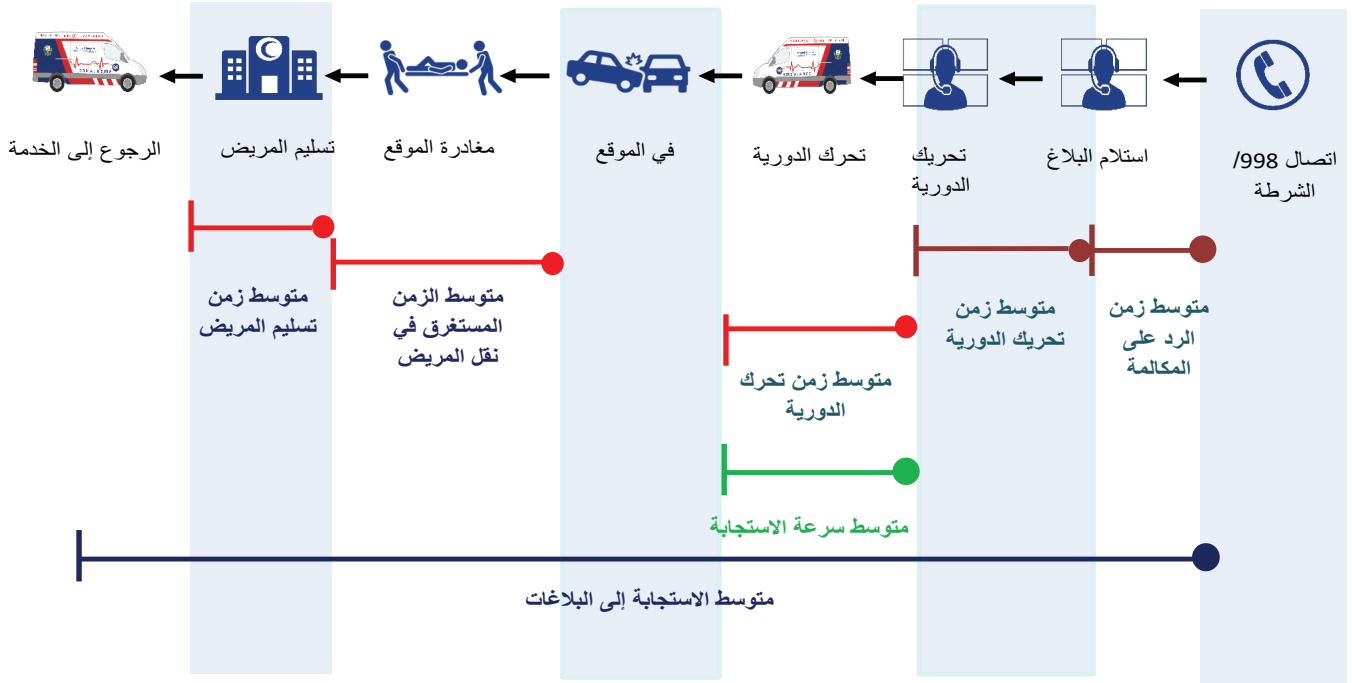 اتصال 998/
الشرطة
استلام البلاغ
تحريك
الدورية
تحرك الدورية
في الموقع
مغادرة الموقع
تسليم المريض
الرجوع إلى الخدمة
متوسط زمن
الرد على
المكالمة
متوسط زمن
تحريك الدورية
متوسط زمن تحرك
الدورية
متوسط الزمن
المستغرق في
نقل المريض
متوسط زمن
تسليم المريض
متوسط سرعة الاستجابة
متوسط الاستجابة إلى البلاغات